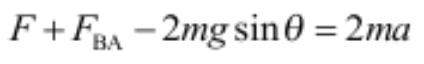 F + F_BA − 2mg sin θ = 2ma